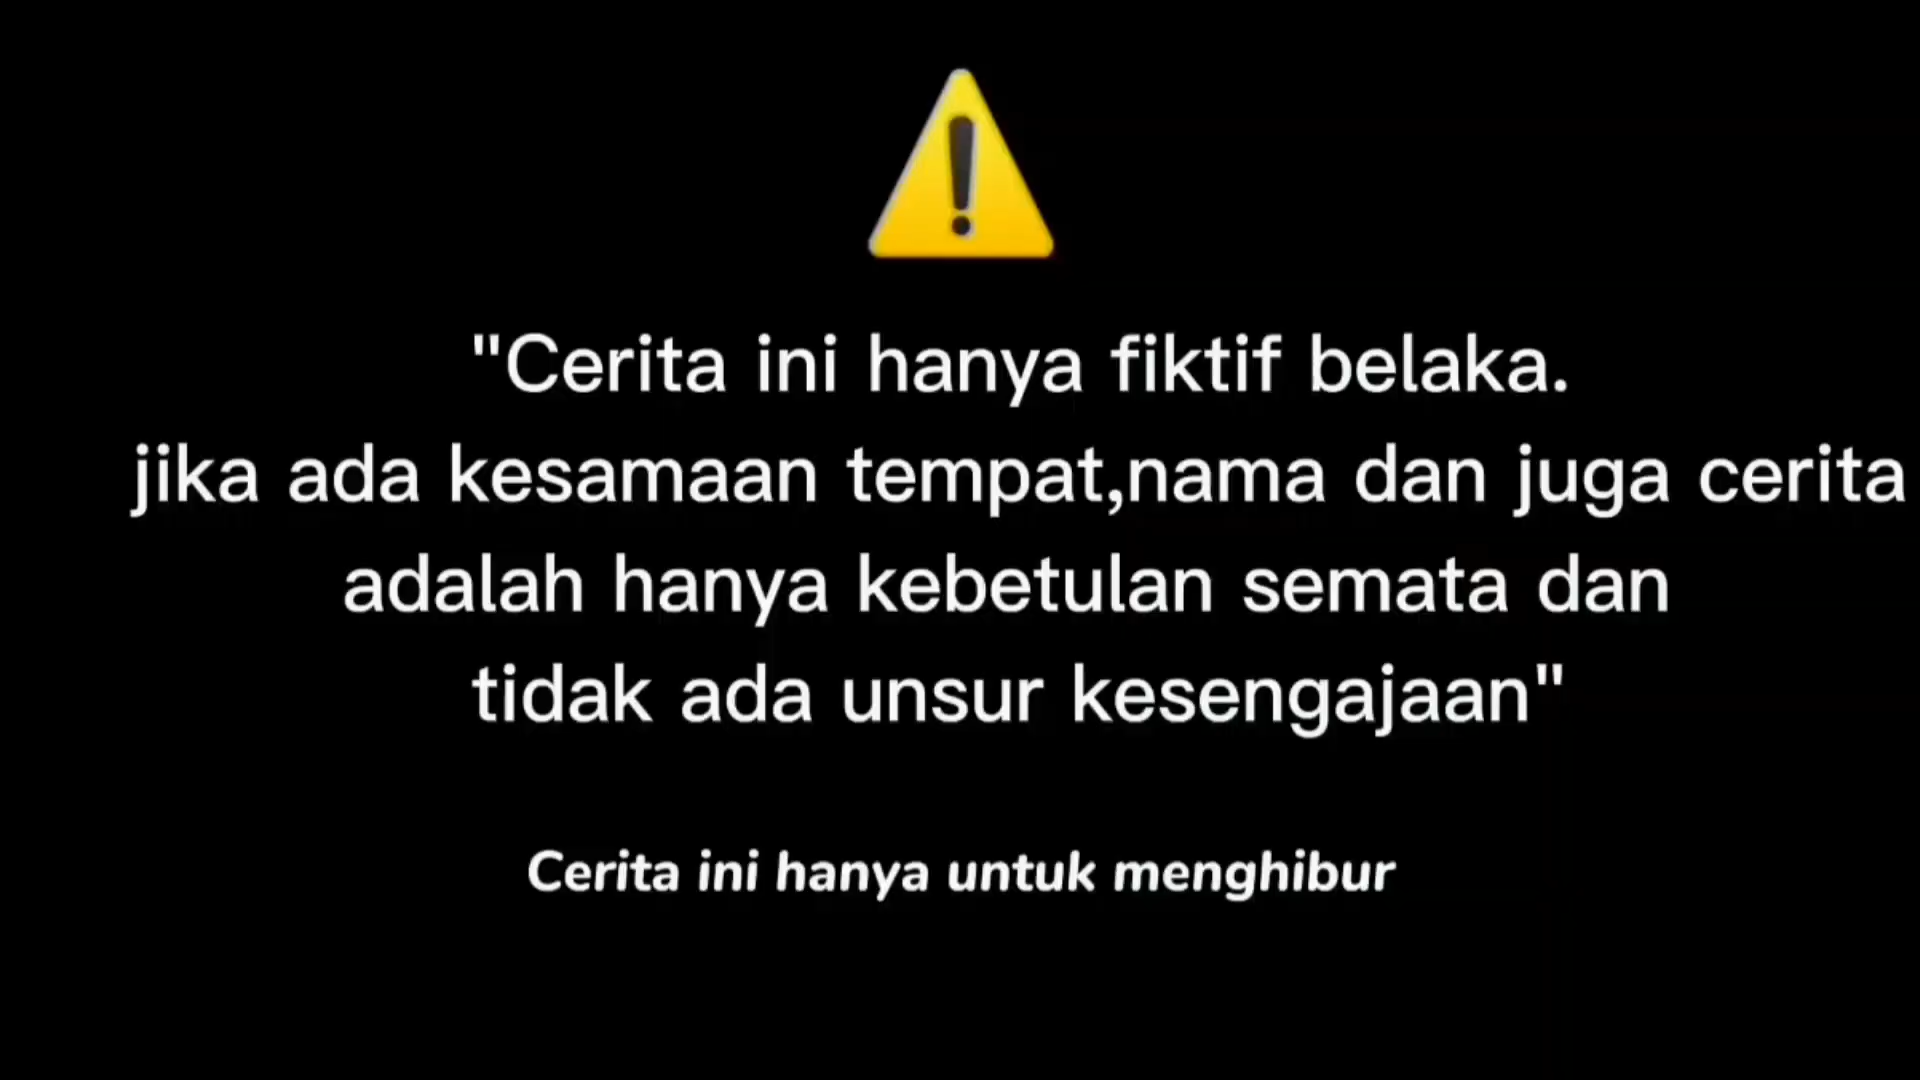 "Cerita ini hanya fiktif belaka.
jika ada kesamaan tempat,nama dan juga cerita
adalah hanya kebetulan semata dan
tidak ada unsur kesengajaan"
Cerita ini hanya untuk menghibur